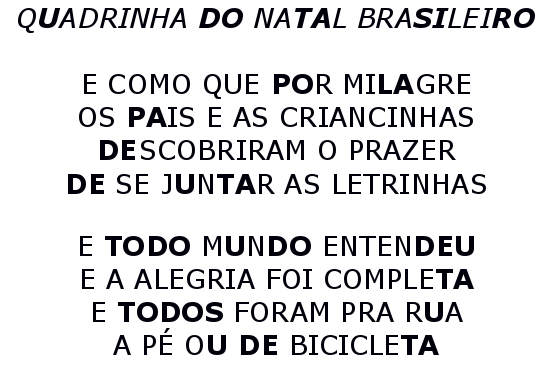 QUADRINHA DO NATAL BRASILEIRO
E COMO QUE POR MILAGRE
OS PAIS E AS CRIANCINHAS
DESCOBRIRAM O PRAZER
DE SE JUNTAR AS LETRINHAS
E TODO MUNDO ENTENDEU
E A ALEGRIA FOI COMPLETA
E TODOS FORAM PRA RUA
A PÉ OU DE BICICLETA